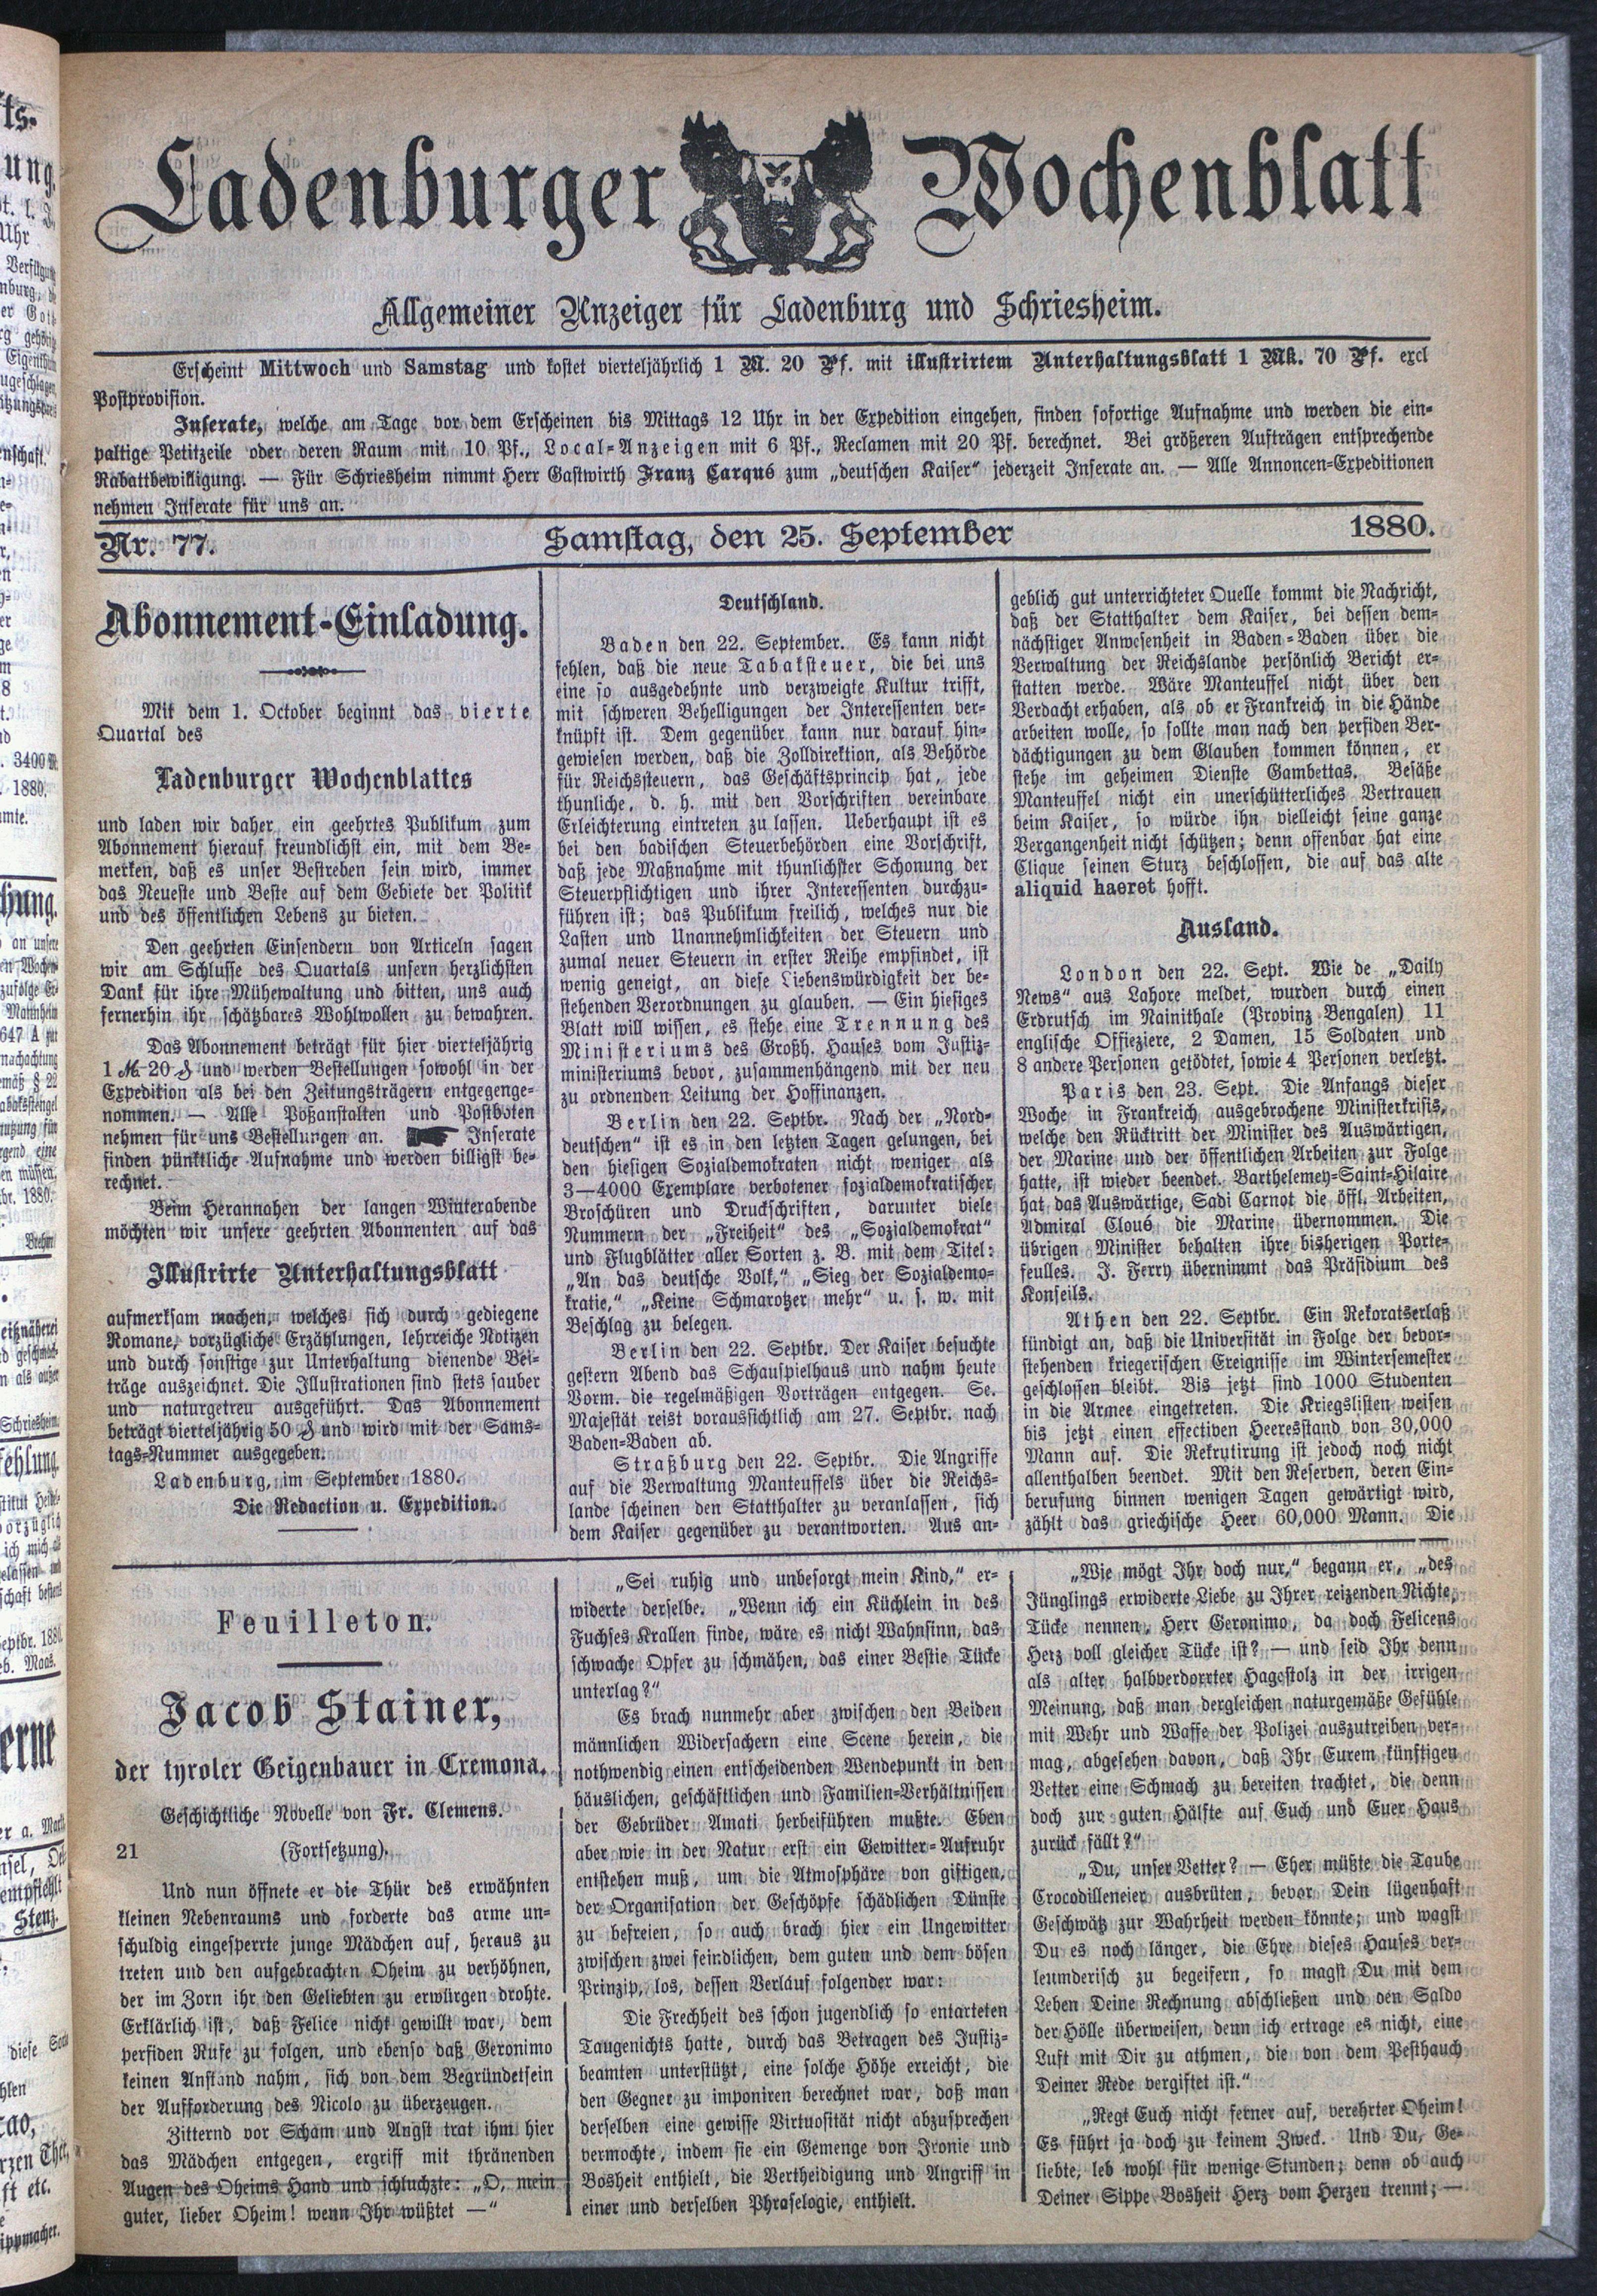 Ladenburger Wochenblatt
Allgemeiner Anzeiger für Ladenburg und Schriesheim.
Erscheint Mittwoch und Samstag und kostet vierteljährlich 1 M. 20 Pf. mit illustrirtem Unterhaltungsblatt 1 Mk. 70 Pf. excl
Postprovision.
Inserate, welche am Tage vor dem Erscheinen bis Mittags 12 Uhr in der Expedition eingehen, finden sofortige Aufnahme und werden die ein-
paltige Petitzeile oder deren Raum mit 10 Pf., Local-Anzeigen mit 6 Pf., Reclamen mit 20 Pf. berechnet. Bei größeren Aufträgen entsprechende
Rabattbewilligung. — Für Schriesheim nimmt Herr Gastwirth Franz Carqué zum „deutschen Kaiser“ jederzeit Inserate an. — Alle Annoncen-Expeditionen
nehmen Inserate für uns an.
Nr. 77. Samstag, den 25. September 1880.
Abonnement-Einladung.
Mit dem 1. October beginnt das vierte
Quartal des
Ladenburger Wochenblattes
und laden wir daher ein geehrtes Publikum zum
Abonnement hierauf freundlichst ein, mit dem Be-
merken, daß es unser Bestreben sein wird, immer
das Neueste und Beste auf dem Gebiete der Politik
und des öffentlichen Lebens zu bieten.
Den geehrten Einsendern von Articeln sagen
wir am Schlusse des Quartals unsern herzlichsten
Dank für ihre Mühewaltung und bitten, uns auch
fernerhin ihr schätzbares Wohlwollen zu bewahren.
Das Abonnement beträgt für hier vierteljährig
1 ℳ 20 ₰ und werden Bestellungen sowohl in der
Expedition als bei den Zeitungsträgern entgegenge-
nommen. — Alle Poßanstalten und Postboten
nehmen für uns Bestellungen an. ☛ Inserate
finden pünktliche Aufnahme und werden billigst be-
rechnet.
Beim Herannahen der langen Winterabende
möchten wir unsere geehrten Abonnenten auf das
Illustrirte Unterhaltungsblatt
aufmerksam machen, welches sich durch gediegene
Romane, vorzügliche Erzählungen, lehrreiche Notizen
und durch sonstige zur Unterhaltung dienende Bei-
träge auszeichnet. Die Illustrationen sind stets sauber
und naturgetreu ausgeführt. Das Abonnement
beträgt vierteljährig 50 ₰ und wird mit der Sams-
tags-Nummer ausgegeben.
Ladenburg, im September 1880.
Die Redaction u. Expedition.
Deutschland.
Baden den 22. September. Es kann nicht
fehlen, daß die neue Tabaksteuer, die bei uns
eine so ausgedehnte und verzweigte Kultur trifft,
mit schweren Behelligungen der Interessenten ver-
knüpft ist. Dem gegenüber kann nur darauf hin-
gewiesen werden, daß die Zolldirektion, als Behörde
für Reichssteuern, das Geschäftsprincip hat, jede
thunliche, d. h. mit den Vorschriften vereinbare
Erleichterung eintreten zu lassen. Ueberhaupt ist es
bei den badischen Steuerbehörden eine Vorschrift,
daß jede Maßnahme mit thunlichster Schonung der
Steuerpflichtigen und ihrer Interessenten durchzu-
führen ist; das Publikum freilich, welches nur die
Lasten und Unannehmlichkeiten der Steuern und
zumal neuer Steuern in erster Reihe empfindet, ist
wenig geneigt, an diese Liebenswürdigkeit der be-
stehenden Verordnungen zu glauben. — Ein hiesiges
Blatt will wissen, es stehe eine Trennung des
Ministeriums des Großh. Hauses vom Justiz-
ministeriums bevor, zusammenhängend mit der neu
zu ordnenden Leitung der Hoffinanzen.
Berlin den 22. Septbr. Nach der „Nord-
deutschen“ ist es in den letzten Tagen gelungen, bei
den hiesigen Sozialdemokraten nicht weniger als
3—4000 Exemplare verbotener sozialdemokratischer
Broschüren und Druckschriften, darunter viele
Nummern der „Freiheit“ des „Sozialdemokrat“
und Flugblätter aller Sorten z. B. mit dem Titel:
„An das deutsche Volk,“ „Sieg der Sozialdemo-
kratie,“ „Keine Schmarotzer mehr“ u. s. w. mit
Beschlag zu belegen.
Berlin den 22. Septbr. Der Kaiser besuchte
gestern Abend das Schauspielhaus und nahm heute
Vorm. die regelmäßigen Vorträgen entgegen. Se.
Majestät reist voraussichtlich am 27. Septbr. nach
Baden-Baden ab.
Straßburg den 22. Septbr. Die Angriffe
auf die Verwaltung Manteuffels über die Reichs-
lande scheinen den Statthalter zu veranlassen, sich
dem Kaiser gegenüber zu verantworten. Aus an-
geblich gut unterrichteter Quelle kommt die Nachricht,
daß der Statthalter dem Kaiser, bei dessen dem-
nächstiger Anwesenheit in Baden-Baden über die
Verwaltung der Reichslande persönlich Bericht er-
statten werde. Wäre Manteuffel nicht über den
Verdacht erhaben, als ob er Frankreich in die Hände
arbeiten wolle, so sollte man nach den perfiden Ver-
dächtigungen zu dem Glauben kommen können, er
stehe im geheimen Dienste Gambettas. Besäße
Manteuffel nicht ein unerschütterliches Vertrauen
beim Kaiser, so würde ihn vielleicht seine ganze
Vergangenheit nicht schützen; denn offenbar hat eine
Clique seinen Sturz beschlossen, die auf das alte
aliquid haeret hofft.
Ausland.
London den 22. Sept. Wie de „Daily
News“ aus Lahore meldet, wurden durch einen
Erdrutsch im Nainithale (Provinz Bengalen) 11
englische Offieziere, 2 Damen, 15 Soldaten und
8 andere Personen getödtet, sowie 4 Personen verletzt.
Paris den 23. Sept. Die Anfangs dieser
Woche in Frankreich ausgebrochene Ministerkrisis,
welche den Rücktritt der Minister des Auswärtigen,
der Marine und der öffentlichen Arbeiten zur Folge
hatte, ist wieder beendet. Barthelemey-Saint-Hilaire
hat das Auswärtige, Sadi Carnot die öffl. Arbeiten,
Admiral Cloué die Marine übernommen. Die
übrigen Minister behalten ihre bisherigen Porte-
feulles. J. Ferry übernimmt das Präsidium des
Konseils.
Athen den 22. Septbr. Ein Rekoratserlaß
kündigt an, daß die Universität in Folge der bevor-
stehenden kriegerischen Ereignisse im Wintersemester
geschlossen bleibt. Bis jetzt sind 1000 Studenten
in die Armee eingetreten. Die Kriegslisten weisen
bis jetzt einen effectiven Heeresstand von 30,000
Mann auf. Die Rekrutirung ist jedoch noch nicht
allenthalben beendet. Mit den Reserven, deren Ein-
berufung binnen wenigen Tagen gewärtigt wird,
zählt das griechische Heer 60,000 Mann. Die
Feuilleton.
Jacob Stainer,
der tyroler Geigenbauer in Cremona.
Geschichtliche Novelle von Fr. Clemens.
21 (Fortsetzung).
Und nun öffnete er die Thür des erwähnten
kleinen Nebenraums und forderte das arme un-
schuldig eingesperrte junge Mädchen auf, heraus zu
treten und den aufgebrachten Oheim zu verhöhnen,
der im Zorn ihr den Geliebten zu erwürgen drohte.
Erklärlich ist, daß Felice nicht gewillt war, dem
perfiden Rufe zu folgen, und ebenso daß Geronimo
keinen Anstand nahm, sich von dem Begründetsein
der Aufforderung des Nicolo zu überzeugen.
Zitternd vor Scham und Angst trat ihm hier
das Mädchen entgegen, ergriff mit thränenden
Augen des Oheims Hand und schluchzte: „O, mein
guter, lieber Oheim! wenn Ihr wüßtet —“
„Sei ruhig und unbesorgt mein Kind,“ er-
widerte derselbe. „Wenn ich ein Küchlein in des
Fuchses Krallen finde, wäre es nicht Wahnsinn, das
schwache Opfer zu schmähen, das einer Bestie Tücke
unterlag?“
Es brach nunmehr aber zwischen den Beiden
männlichen Widersachern eine Scene herein, die
nothwendig einen entscheidenden Wendepunkt in den
häuslichen, geschäftlichen und Familien-Verhältnissen
der Gebrüder Amati herbeiführen mußte. Eben
aber wie in der Natur erst ein Gewitter-Aufruhr
entstehen muß, um die Atmosphäre von giftigen,
der Organisation der Geschöpfe schädlichen Dünste
zu befreien, so auch brach hier ein Ungewitter
zwischen zwei feindlichen, dem guten und dem bösen
Prinzip, los, dessen Verlauf folgender war:
Die Frechheit des schon jugendlich so entarteten
Taugenichts hatte, durch das Betragen des Justiz-
beamten unterstützt, eine solche Höhe erreicht, die
den Gegner zu imponiren berechnet war, doß man
derselben eine gewisse Virtuosität nicht abzusprechen
vermochte, indem sie ein Gemenge von Ironie und
Bosheit enthielt, die Vertheidigung und Angriff in
einer und derselben Phraselogie, enthielt.
„Wie mögt Ihr doch nur,“ begann er, „des
Jünglings erwiderte Liebe zu Ihrer reizenden Nichte,
Tücke nennen, Herr Geronimo, da doch Felicens
Herz voll gleicher Tücke ist? — und seid Ihr denn
als alter halbverdorrter Hagestolz in der irrigen
Meinung, daß man dergleichen naturgemäße Gefühle
mit Wehr und Waffe der Polizei auszutreiben ver-
mag, abgesehen davon, daß Ihr Eurem künftigen
Vetter eine Schmach zu bereiten trachtet, die denn
doch zur guten Hälfte auf Euch und Euer Haus
zurück fällt?“
„Du, unser Vetter? — Eher müßte die Taube
Crocodilleneier ausbrüten, bevor Dein lügenhaft
Geschwätz zur Wahrheit werden könnte; und wagst
Du es noch länger, die Ehre dieses Hauses ver-
leumderisch zu begeifern, so magst Du mit dem
Leben Deine Rechnung abschließen und den Saldo
der Hölle überweisen, denn ich ertrage es nicht, eine
Luft mit Dir zu athmen, die von dem Pesthauch
Deiner Rede vergiftet ist.“
„Regt Euch nicht ferner auf, verehrter Oheim!
Es führt ja doch zu keinem Zweck. Und Du, Ge-
liebte, leb wohl für wenige Stunden; denn ob auch
Deiner Sippe Bosheit Herz vom Herzen trennt; —